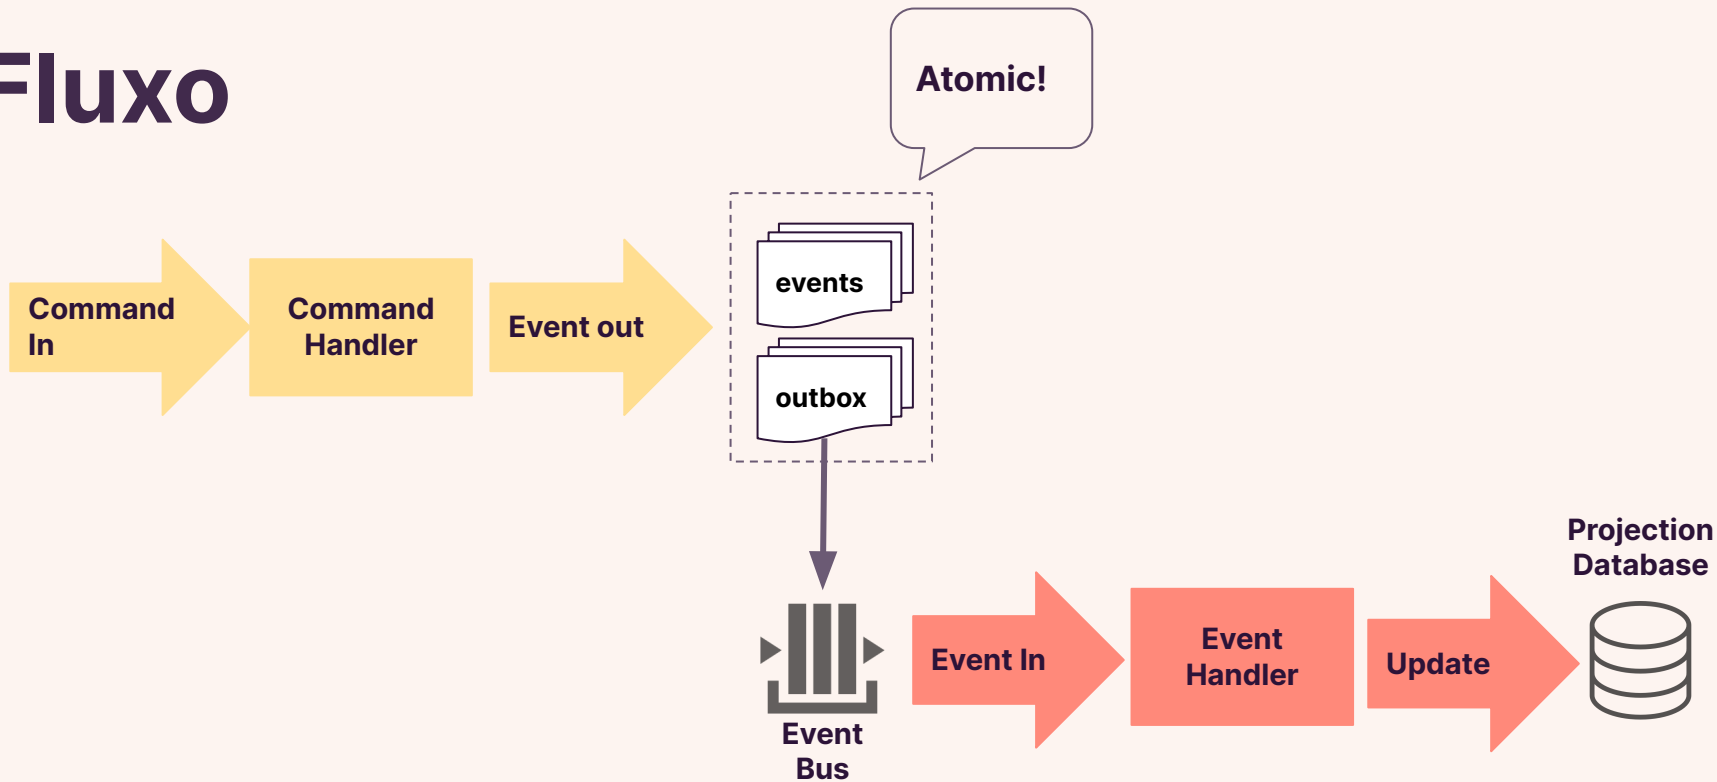 Fluxo
Atomic!
Command
In
Command
Handler
Event out
events
outbox
Event
Bus
Event In
Event
Handler
Update
Projection
Database